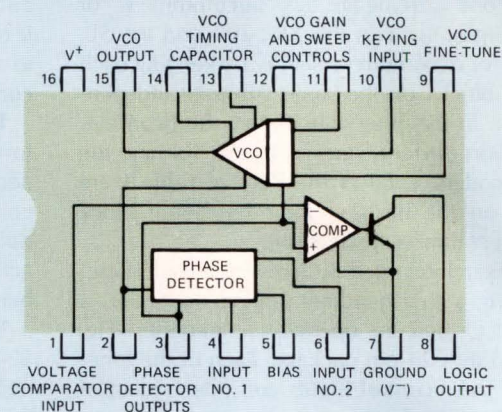 VCO
VCO GAIN
VCO
V+
VCO
OUTPUT
TIMING
CAPACITOR
AND SWEEP
CONTROLS
KEYING
INPUT
VCO
FINE-TUNE
16 15 14 13 12 11 10 9
VCO
−
COMP
+
PHASE
DETECTOR
1 2 3 4 5 6 7 8
VOLTAGE
COMPARATOR
INPUT
PHASE
DETECTOR
OUTPUTS
INPUT
NO. 1
BIAS
INPUT
NO. 2
GROUND
(V−)
LOGIC
OUTPUT